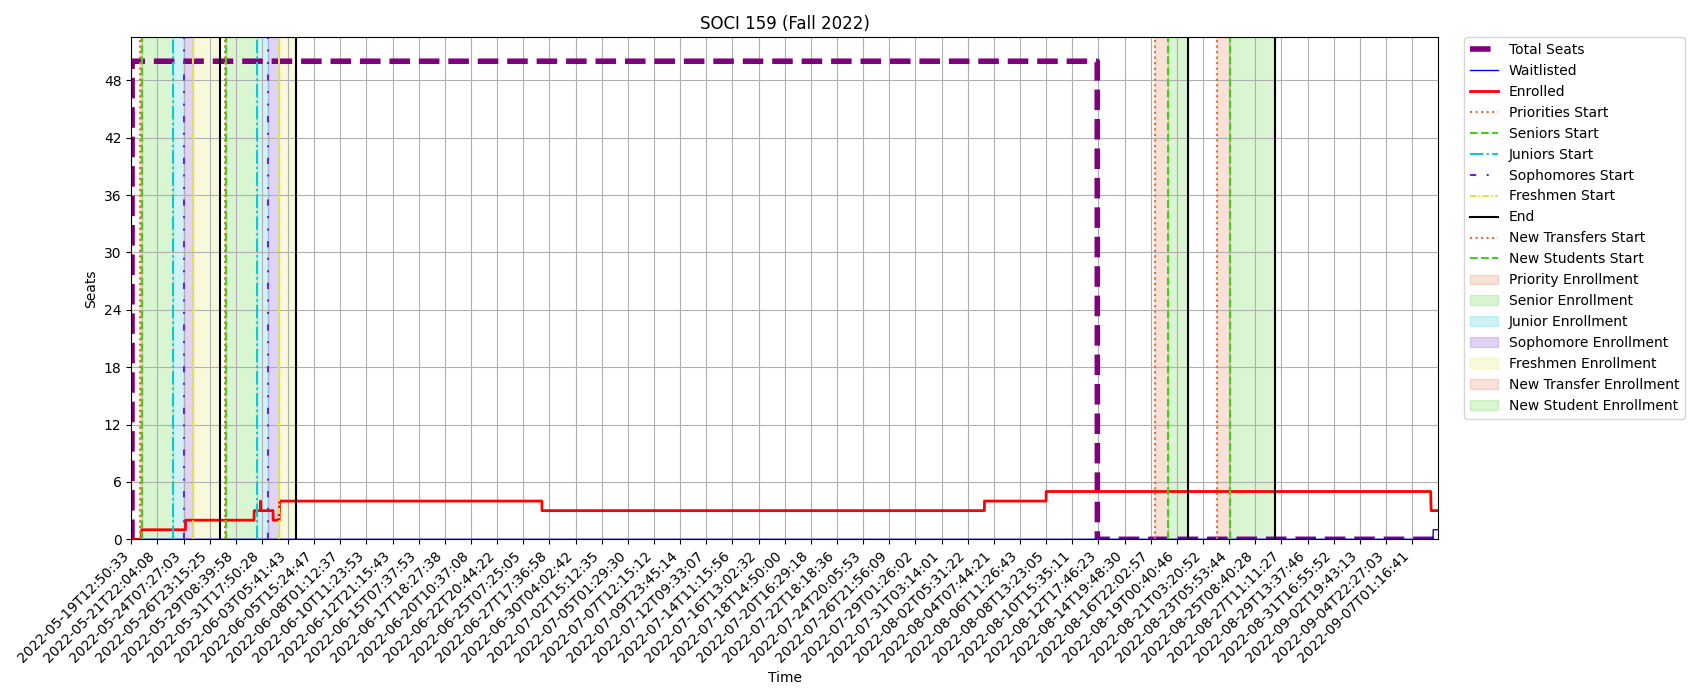 SOCI 159 (Fall 2022)
Seats
48
42
36
30
24
18
12
6
0
2022-05-19T12:50:33
2022-05-21T22:04:08
2022-05-24T07:27:03
2022-05-26T23:15:25
2022-05-29T08:39:58
2022-05-31T17:50:28
2022-06-03T05:41:43
2022-06-05T15:24:47
2022-06-08T01:12:37
2022-06-10T11:23:53
2022-06-12T21:15:43
2022-06-15T07:37:53
2022-06-17T18:27:38
2022-06-20T10:37:08
2022-06-22T20:44:22
2022-06-25T07:25:05
2022-06-27T17:36:58
2022-06-30T04:02:42
2022-07-02T15:12:35
2022-07-05T01:29:30
2022-07-07T12:15:12
2022-07-09T23:45:14
2022-07-12T09:33:07
2022-07-14T11:15:56
2022-07-16T13:02:32
2022-07-18T14:50:00
2022-07-20T16:29:18
2022-07-22T18:18:36
2022-07-24T20:05:53
2022-07-26T21:56:09
2022-07-29T01:26:02
2022-07-31T03:14:01
2022-08-02T05:31:22
2022-08-04T07:44:21
2022-08-06T11:26:43
2022-08-08T13:23:05
2022-08-10T15:35:11
2022-08-12T17:46:23
2022-08-14T19:48:30
2022-08-16T22:02:57
2022-08-19T00:40:46
2022-08-21T03:20:52
2022-08-23T05:53:44
2022-08-25T08:40:28
2022-08-27T11:11:27
2022-08-29T13:37:46
2022-08-31T16:55:52
2022-09-02T19:43:13
2022-09-04T22:27:03
2022-09-07T01:16:41
Time
Total Seats
Waitlisted
Enrolled
Priorities Start
Seniors Start
Juniors Start
Sophomores Start
Freshmen Start
End
New Transfers Start
New Students Start
Priority Enrollment
Senior Enrollment
Junior Enrollment
Sophomore Enrollment
Freshmen Enrollment
New Transfer Enrollment
New Student Enrollment